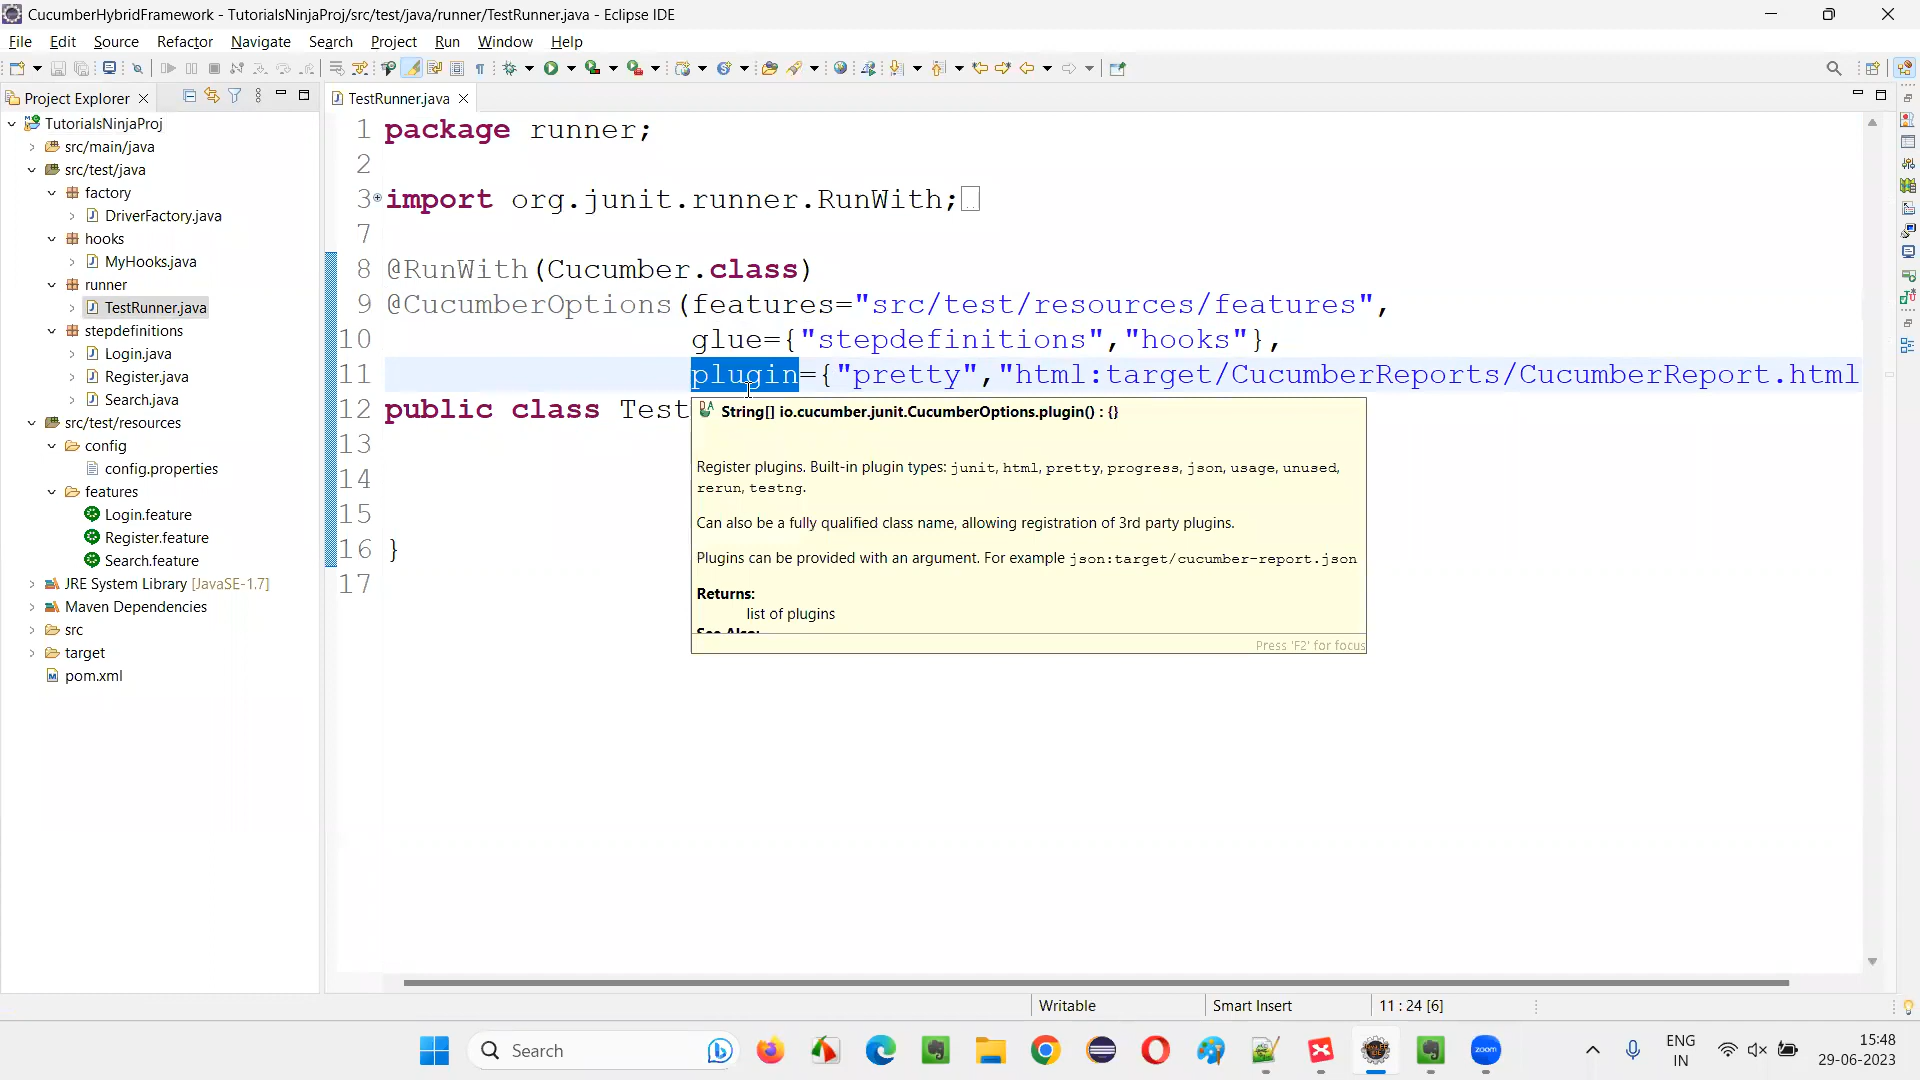 CucumberHybridFramework - TutorialsNinjaProj/src/test/java/runner/TestRunner.java - Eclipse IDE
File Edit Source Refactor Navigate Search Project Run Window Help
Project Explorer
TutorialsNinjaProj
src/main/java
src/test/java
factory
DriverFactory.java
hooks
MyHooks.java
runner
TestRunner.java
stepdefinitions
Login.java
Register.java
Search.java
src/test/resources
config
config.properties
features
Login.feature
Register.feature
Search.feature
JRE System Library [JavaSE-1.7]
Maven Dependencies
src
target
pom.xml
TestRunner.java
1 package runner;
2
3 import org.junit.runner.RunWith;
7
8 @RunWith(Cucumber.class)
9 @CucumberOptions(features="src/test/resources/features",
10 glue={"stepdefinitions","hooks"},
11 plugin={"pretty","html:target/CucumberReports/CucumberReport.html
12 public class Test
13
14
15
16 }
17
String[] io.cucumber.junit.CucumberOptions.plugin() : {}
Register plugins. Built-in plugin types: junit, html, pretty, progress, json, usage, unused,
rerun, testng.
Can also be a fully qualified class name, allowing registration of 3rd party plugins.
Plugins can be provided with an argument. For example json:target/cucumber-report.json
Returns:
list of plugins
See Also:
Press 'F2' for focus
Writable Smart Insert 11 : 24 [6]
Search
zoom
ENG
IN
15:48
29-06-2023